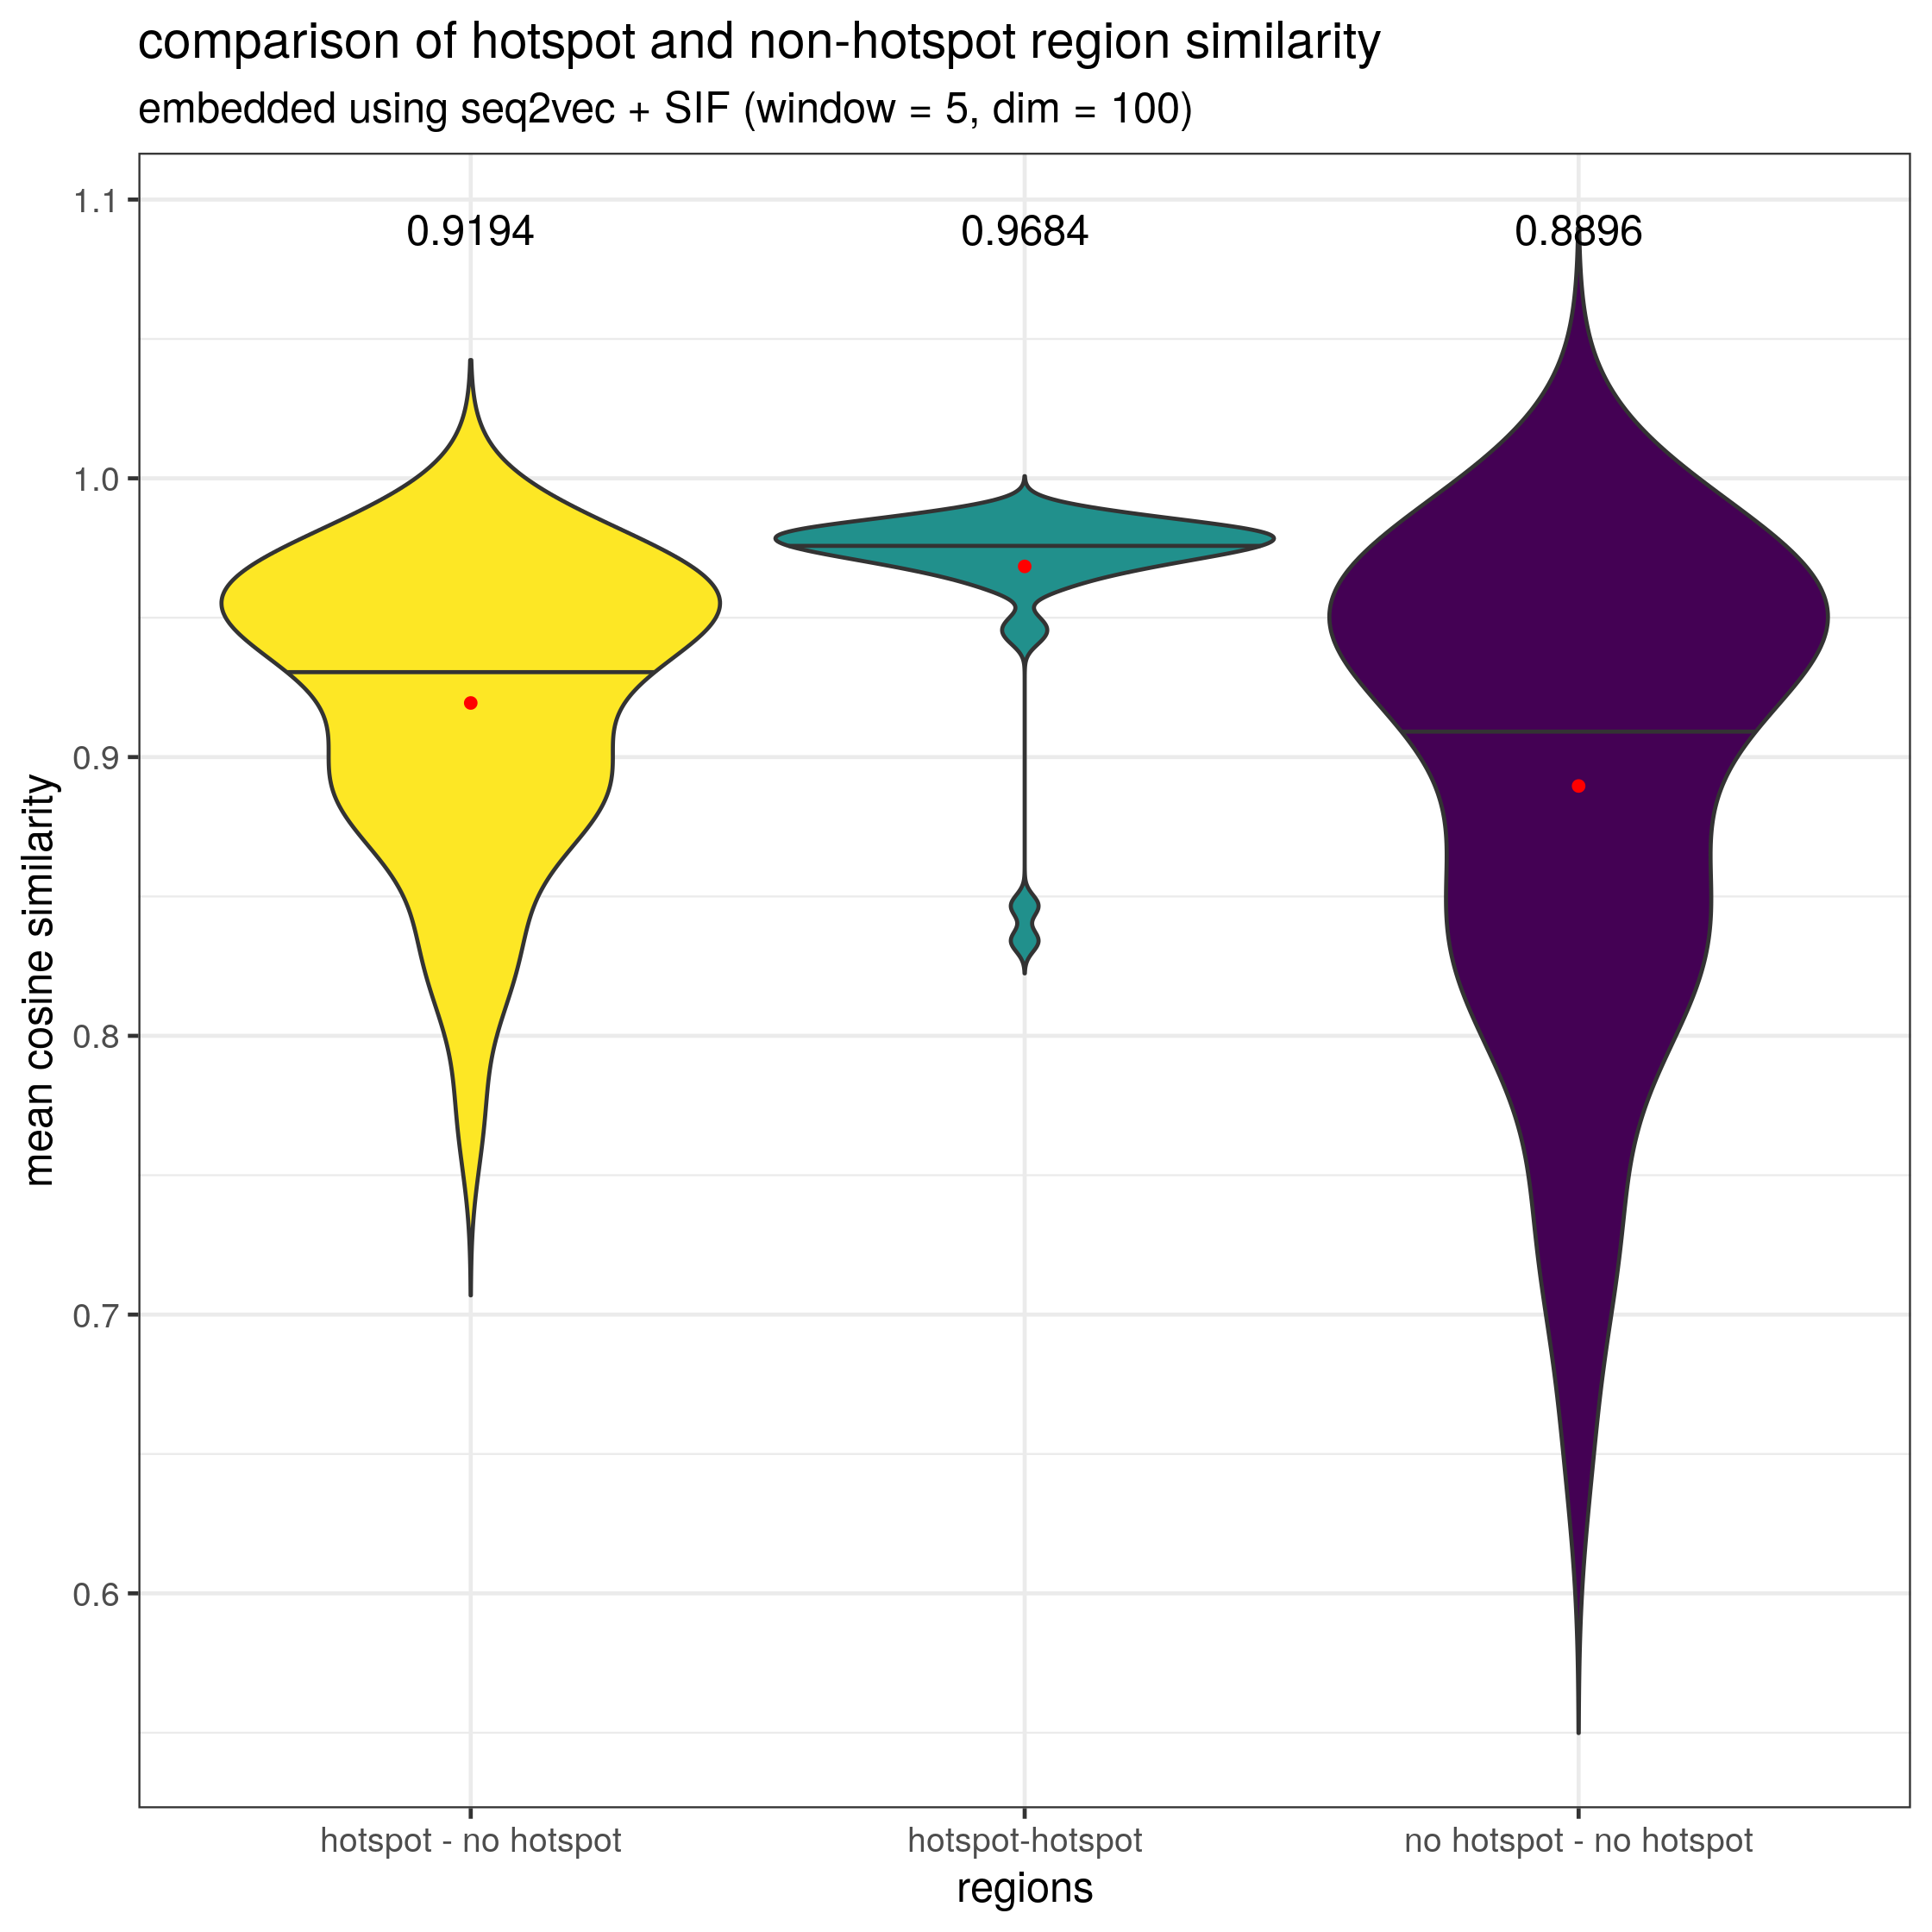 comparison of hotspot and non-hotspot region similarity
embedded using seq2vec + SIF (window = 5, dim = 100)
mean cosine similarity
1.1
1.0
0.9
0.8
0.7
0.6
0.9194 0.9684 0.8896
hotspot - no hotspot hotspot-hotspot no hotspot - no hotspot
regions